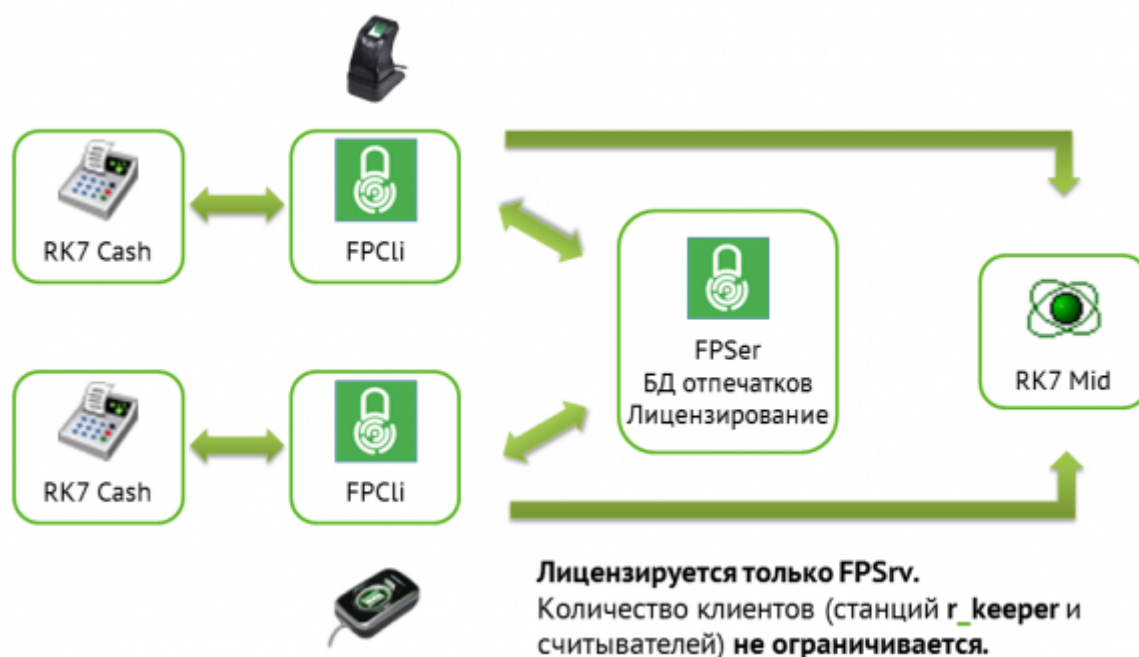 RK7 Cash
FPCli
FPSer
БД отпечатков
Лицензирование
RK7 Mid
RK7 Cash
FPCli
Лицензируется только FPSrv.
Количество клиентов (станций r_keeper и
считывателей) не ограничивается.